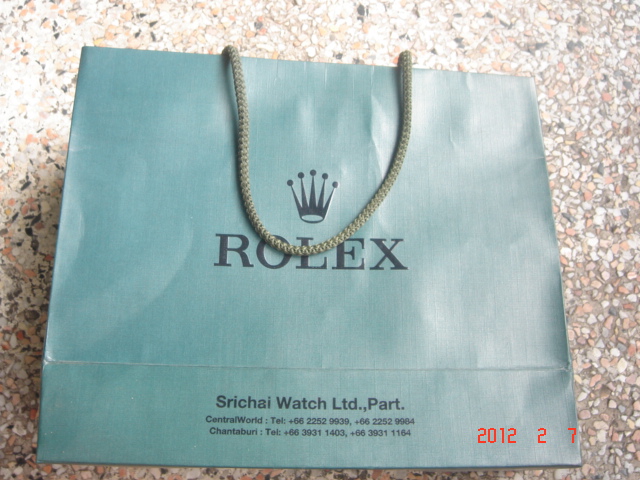 ROLEX
Srichai Watch Ltd.,Part.
CentralWorld : Tel: +66 2252 9939, +66 2252 9984
Chantaburi : Tel: +66 3931 1403, +66 3931 1164
2012 2 7